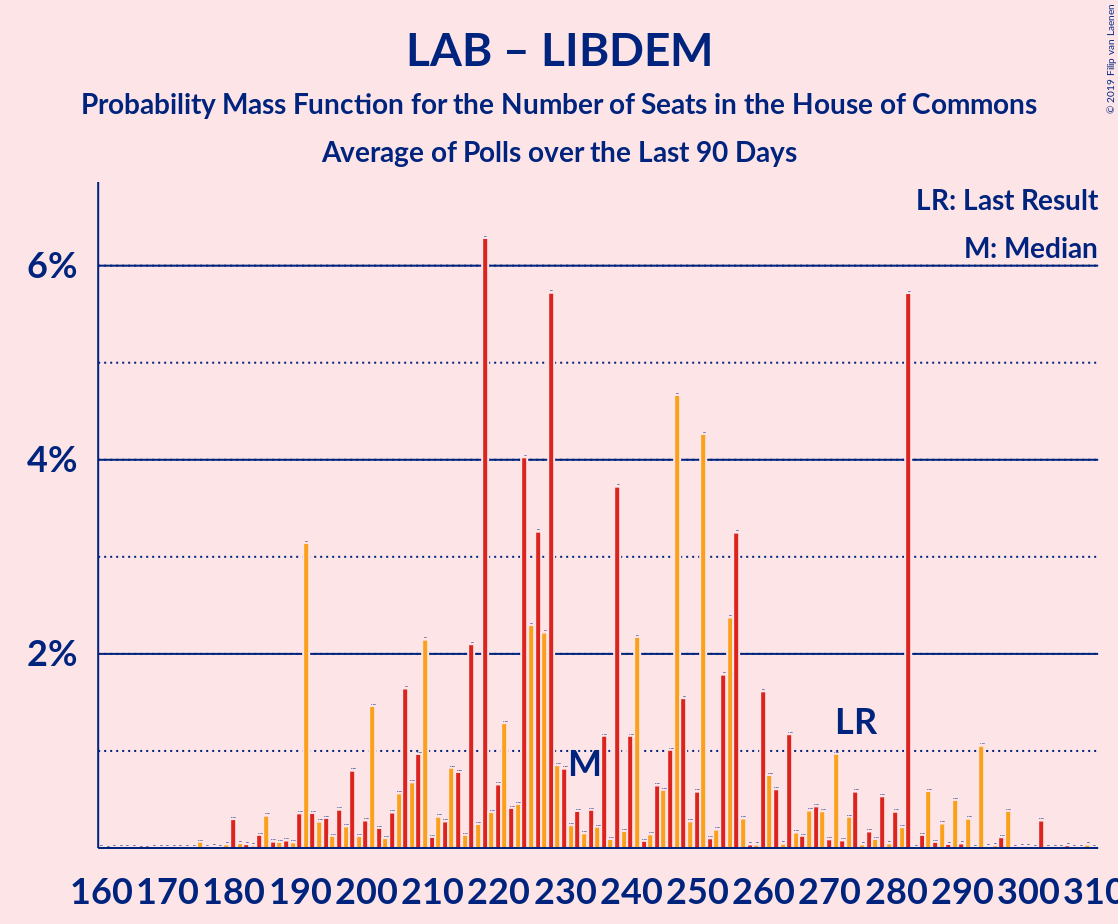 LAB – LIBDEM
Probability Mass Function for the Number of Seats in the House of Commons
Average of Polls over the Last 90 Days
© 2019 Filip van Laenen
LR: Last Result
M: Median
6%
4%
2%
LR
M
160 170 180 190 200 210 220 230 240 250 260 270 280 290 300 310